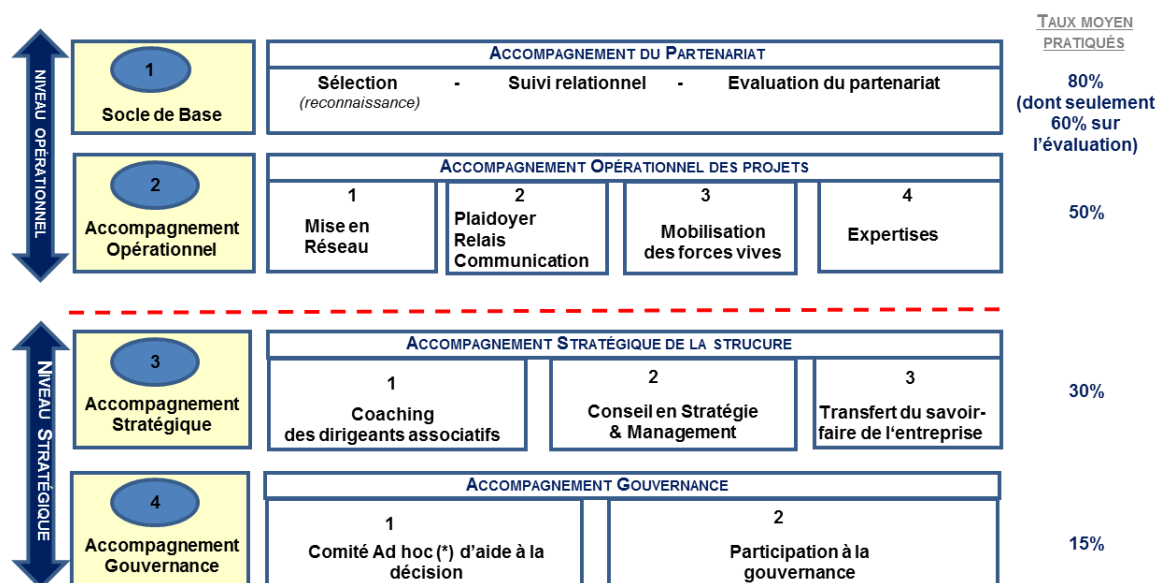 TAUX MOYEN
PRATIQUÉS
NIVEAU OPÉRATIONNEL
1
Socle de Base
ACCOMPAGNEMENT DU PARTENARIAT
Sélection - Suivi relationnel - Evaluation du partenariat
(reconnaissance)
80%
(dont seulement
60% sur
l'évaluation)
2
Accompagnement
Opérationnel
ACCOMPAGNEMENT OPÉRATIONNEL DES PROJETS
1
Mise en
Réseau
2
Plaidoyer
Relais
Communication
3
Mobilisation
des forces vives
4
Expertises
50%
NIVEAU STRATÉGIQUE
3
Accompagnement
Stratégique
ACCOMPAGNEMENT STRATÉGIQUE DE LA STRUCURE
1
Coaching
des dirigeants associatifs
2
Conseil en Stratégie
& Management
3
Transfert du savoir-
faire de l'entreprise
30%
4
Accompagnement
Gouvernance
ACCOMPAGNEMENT GOUVERNANCE
1
Comité Ad hoc (*) d'aide à la
décision
2
Participation à la
gouvernance
15%